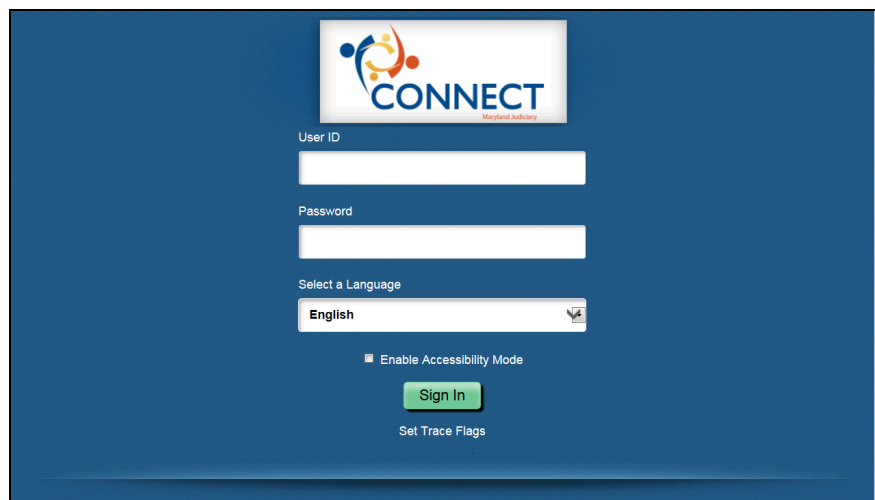 CONNECT
Maryland Judiciary
User ID
Password
Select a Language
English
Enable Accessibility Mode
Sign In
Set Trace Flags